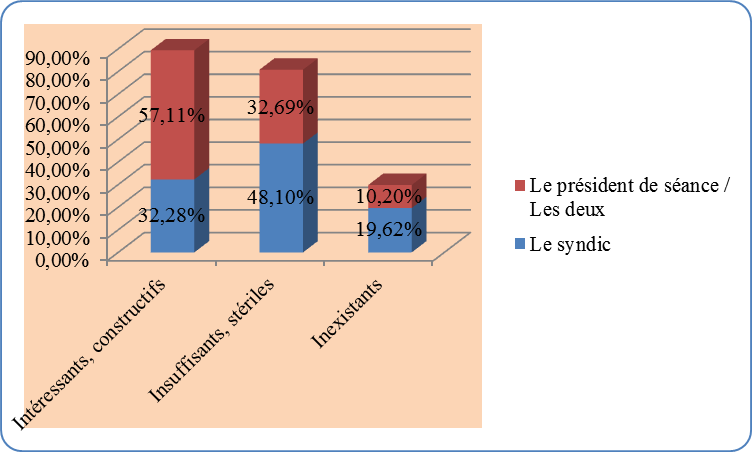 90,00%
80,00%
70,00%
60,00%
50,00%
40,00%
30,00%
20,00%
10,00%
0,00%
57,11%
32,69%
10,20%
32,28%
48,10%
19,62%
Intéressants, constructifs
Insuffisants, stériles
Inexistants
Le président de séance /
Les deux
Le syndic